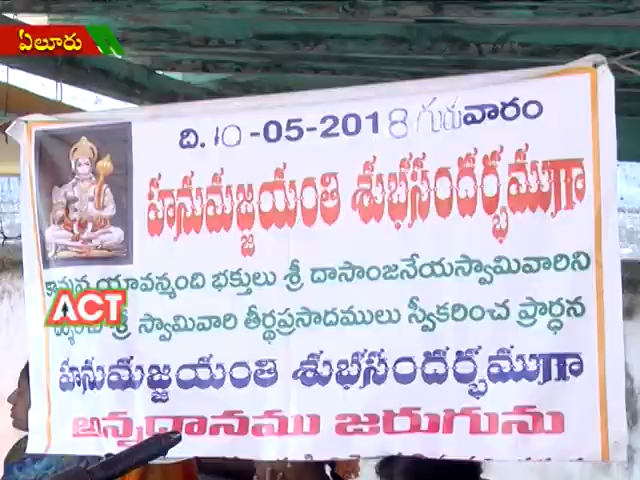 ఏలూరు
ది. 10-05-2018 గురువారం
హనుమజ్జయంతి శుభసందర్భముగా
యావన్మంది భక్తులు శ్రీ దాసాంజనేయస్వామివారిని
ACT శ్రీ స్వామివారి తీర్థప్రసాదములు స్వీకరించ ప్రార్ధన
హనుమజ్జయంతి శుభసందర్భముగా
అన్నదానము జరుగును